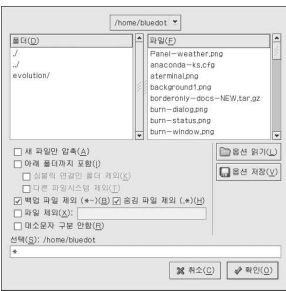 /home/bluedot
폴더(D)
파일(F)
./
../
evolution/
Panel-weather.png
anaconda-ks.cfg
aterminal.png
background1.png
borderonly-docs-NEW.tar.gz
burn-dialog.png
burn-status.png
burn-window.png
새 파일만 압축(A)
아래 폴더까지 포함(I)
심볼릭 연결인 폴더 제외(K)
다른 파일시스템 제외(T)
백업 파일 제외 (*~)(B) 숨김 파일 제외 (.*)(H)
파일 제외(X):
대소문자 구분 안함(R)
옵션 읽기(L)
옵션 저장(V)
선택(S): /home/bluedot
*
취소(C)
확인(O)